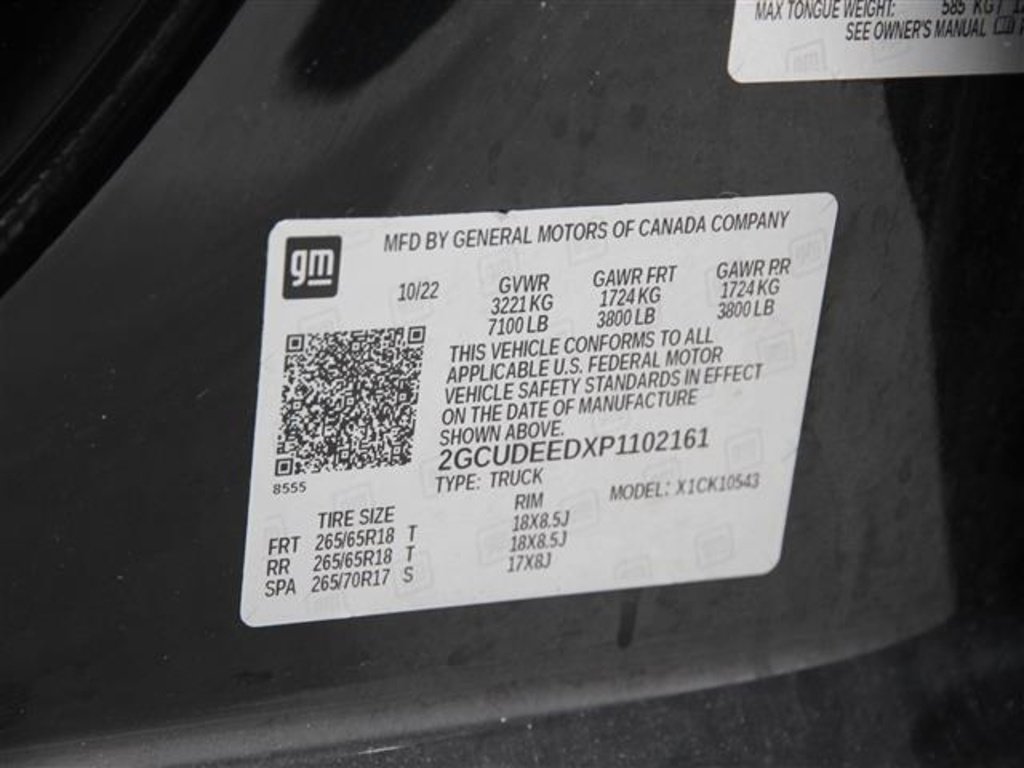 MAX TONGUE WEIGHT: 585 KG
SEE OWNER'S MANUAL
gm
MFD BY GENERAL MOTORS OF CANADA COMPANY
10/22 GVWR GAWR FRT GAWR RR
3221 KG 1724 KG 1724 KG
7100 LB 3800 LB 3800 LB
THIS VEHICLE CONFORMS TO ALL
APPLICABLE U.S. FEDERAL MOTOR
VEHICLE SAFETY STANDARDS IN EFFECT
ON THE DATE OF MANUFACTURE
SHOWN ABOVE.
2GCUDEEDXP1102161
8555
TYPE: TRUCK MODEL: X1CK10543
TIRE SIZE RIM
FRT 265/65R18 T 18X8.5J
RR 265/65R18 T 18X8.5J
SPA 265/70R17 S 17X8J